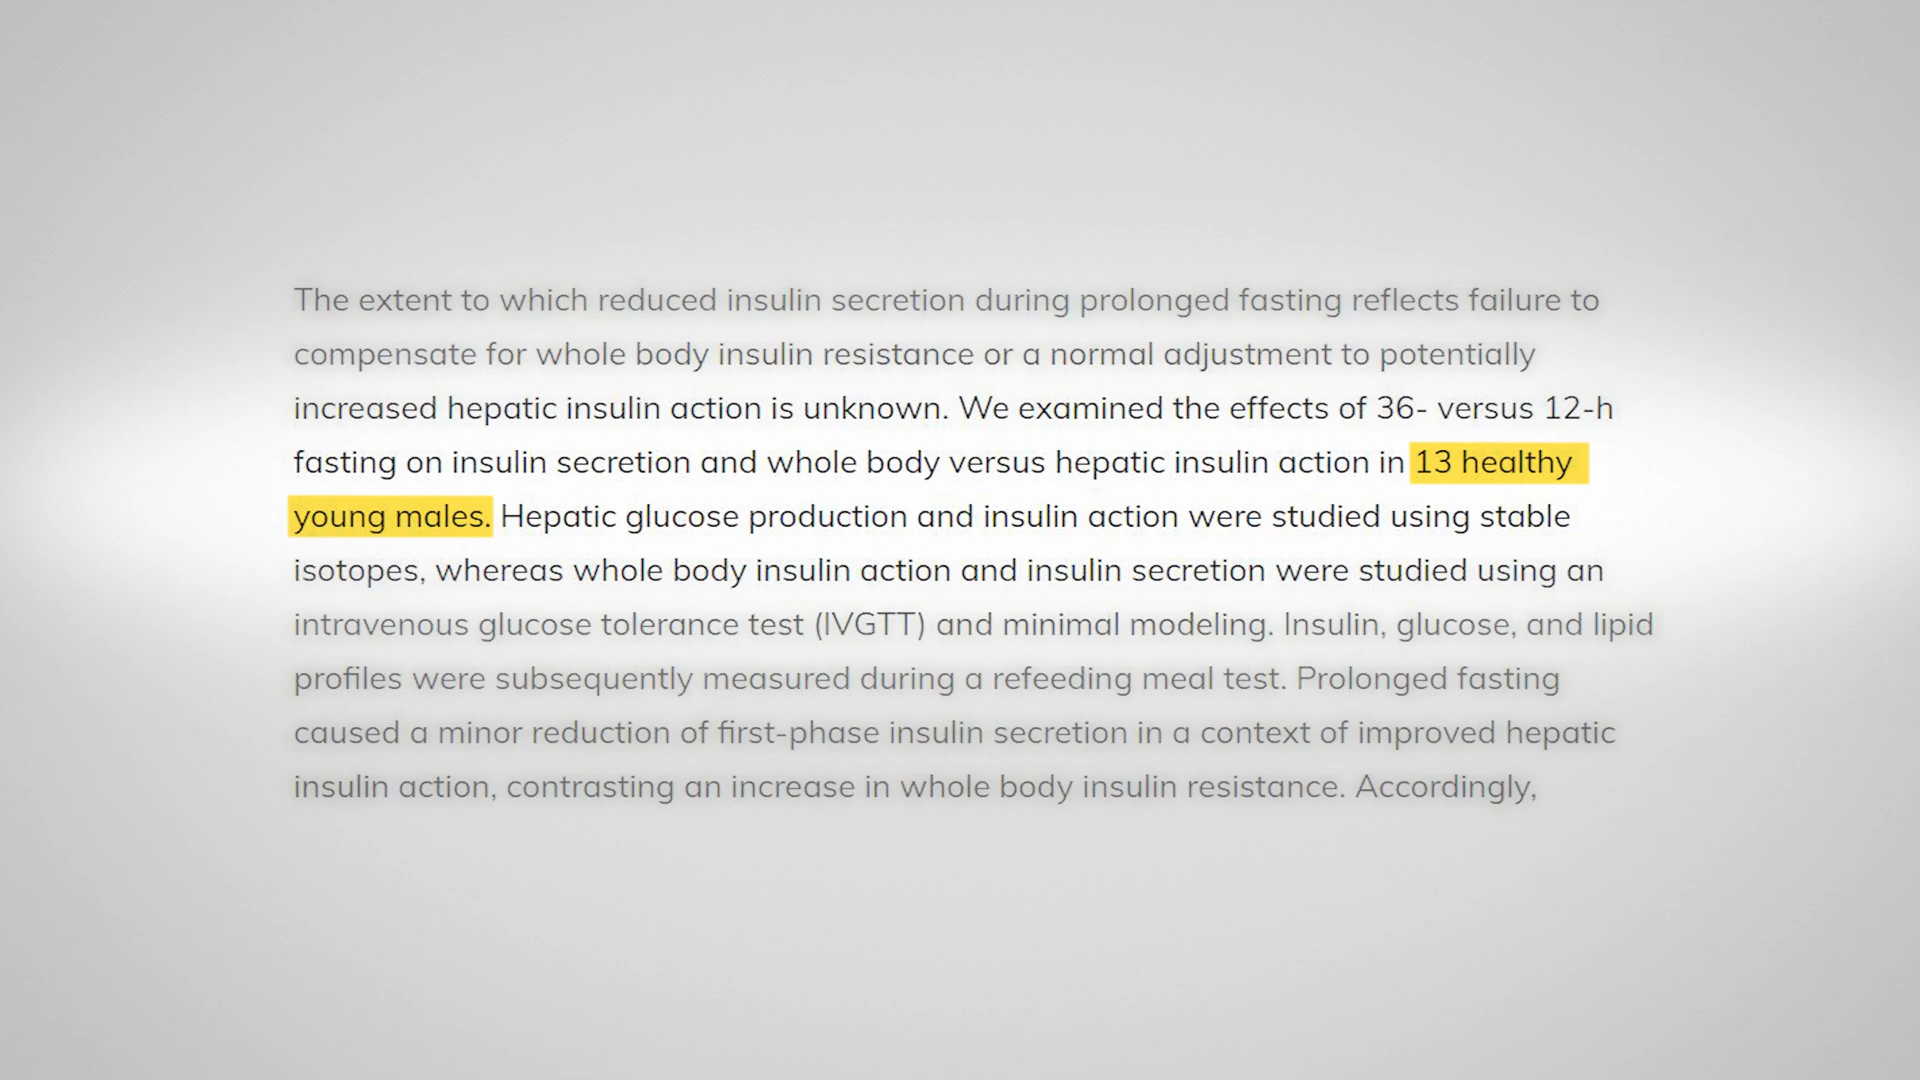 The extent to which reduced insulin secretion during prolonged fasting reflects failure to
compensate for whole body insulin resistance or a normal adjustment to potentially
increased hepatic insulin action is unknown. We examined the effects of 36- versus 12-h
fasting on insulin secretion and whole body versus hepatic insulin action in 13 healthy
young males. Hepatic glucose production and insulin action were studied using stable
isotopes, whereas whole body insulin action and insulin secretion were studied using an
intravenous glucose tolerance test (IVGTT) and minimal modeling. Insulin, glucose, and lipid
profiles were subsequently measured during a refeeding meal test. Prolonged fasting
caused a minor reduction of first-phase insulin secretion in a context of improved hepatic
insulin action, contrasting an increase in whole body insulin resistance. Accordingly,